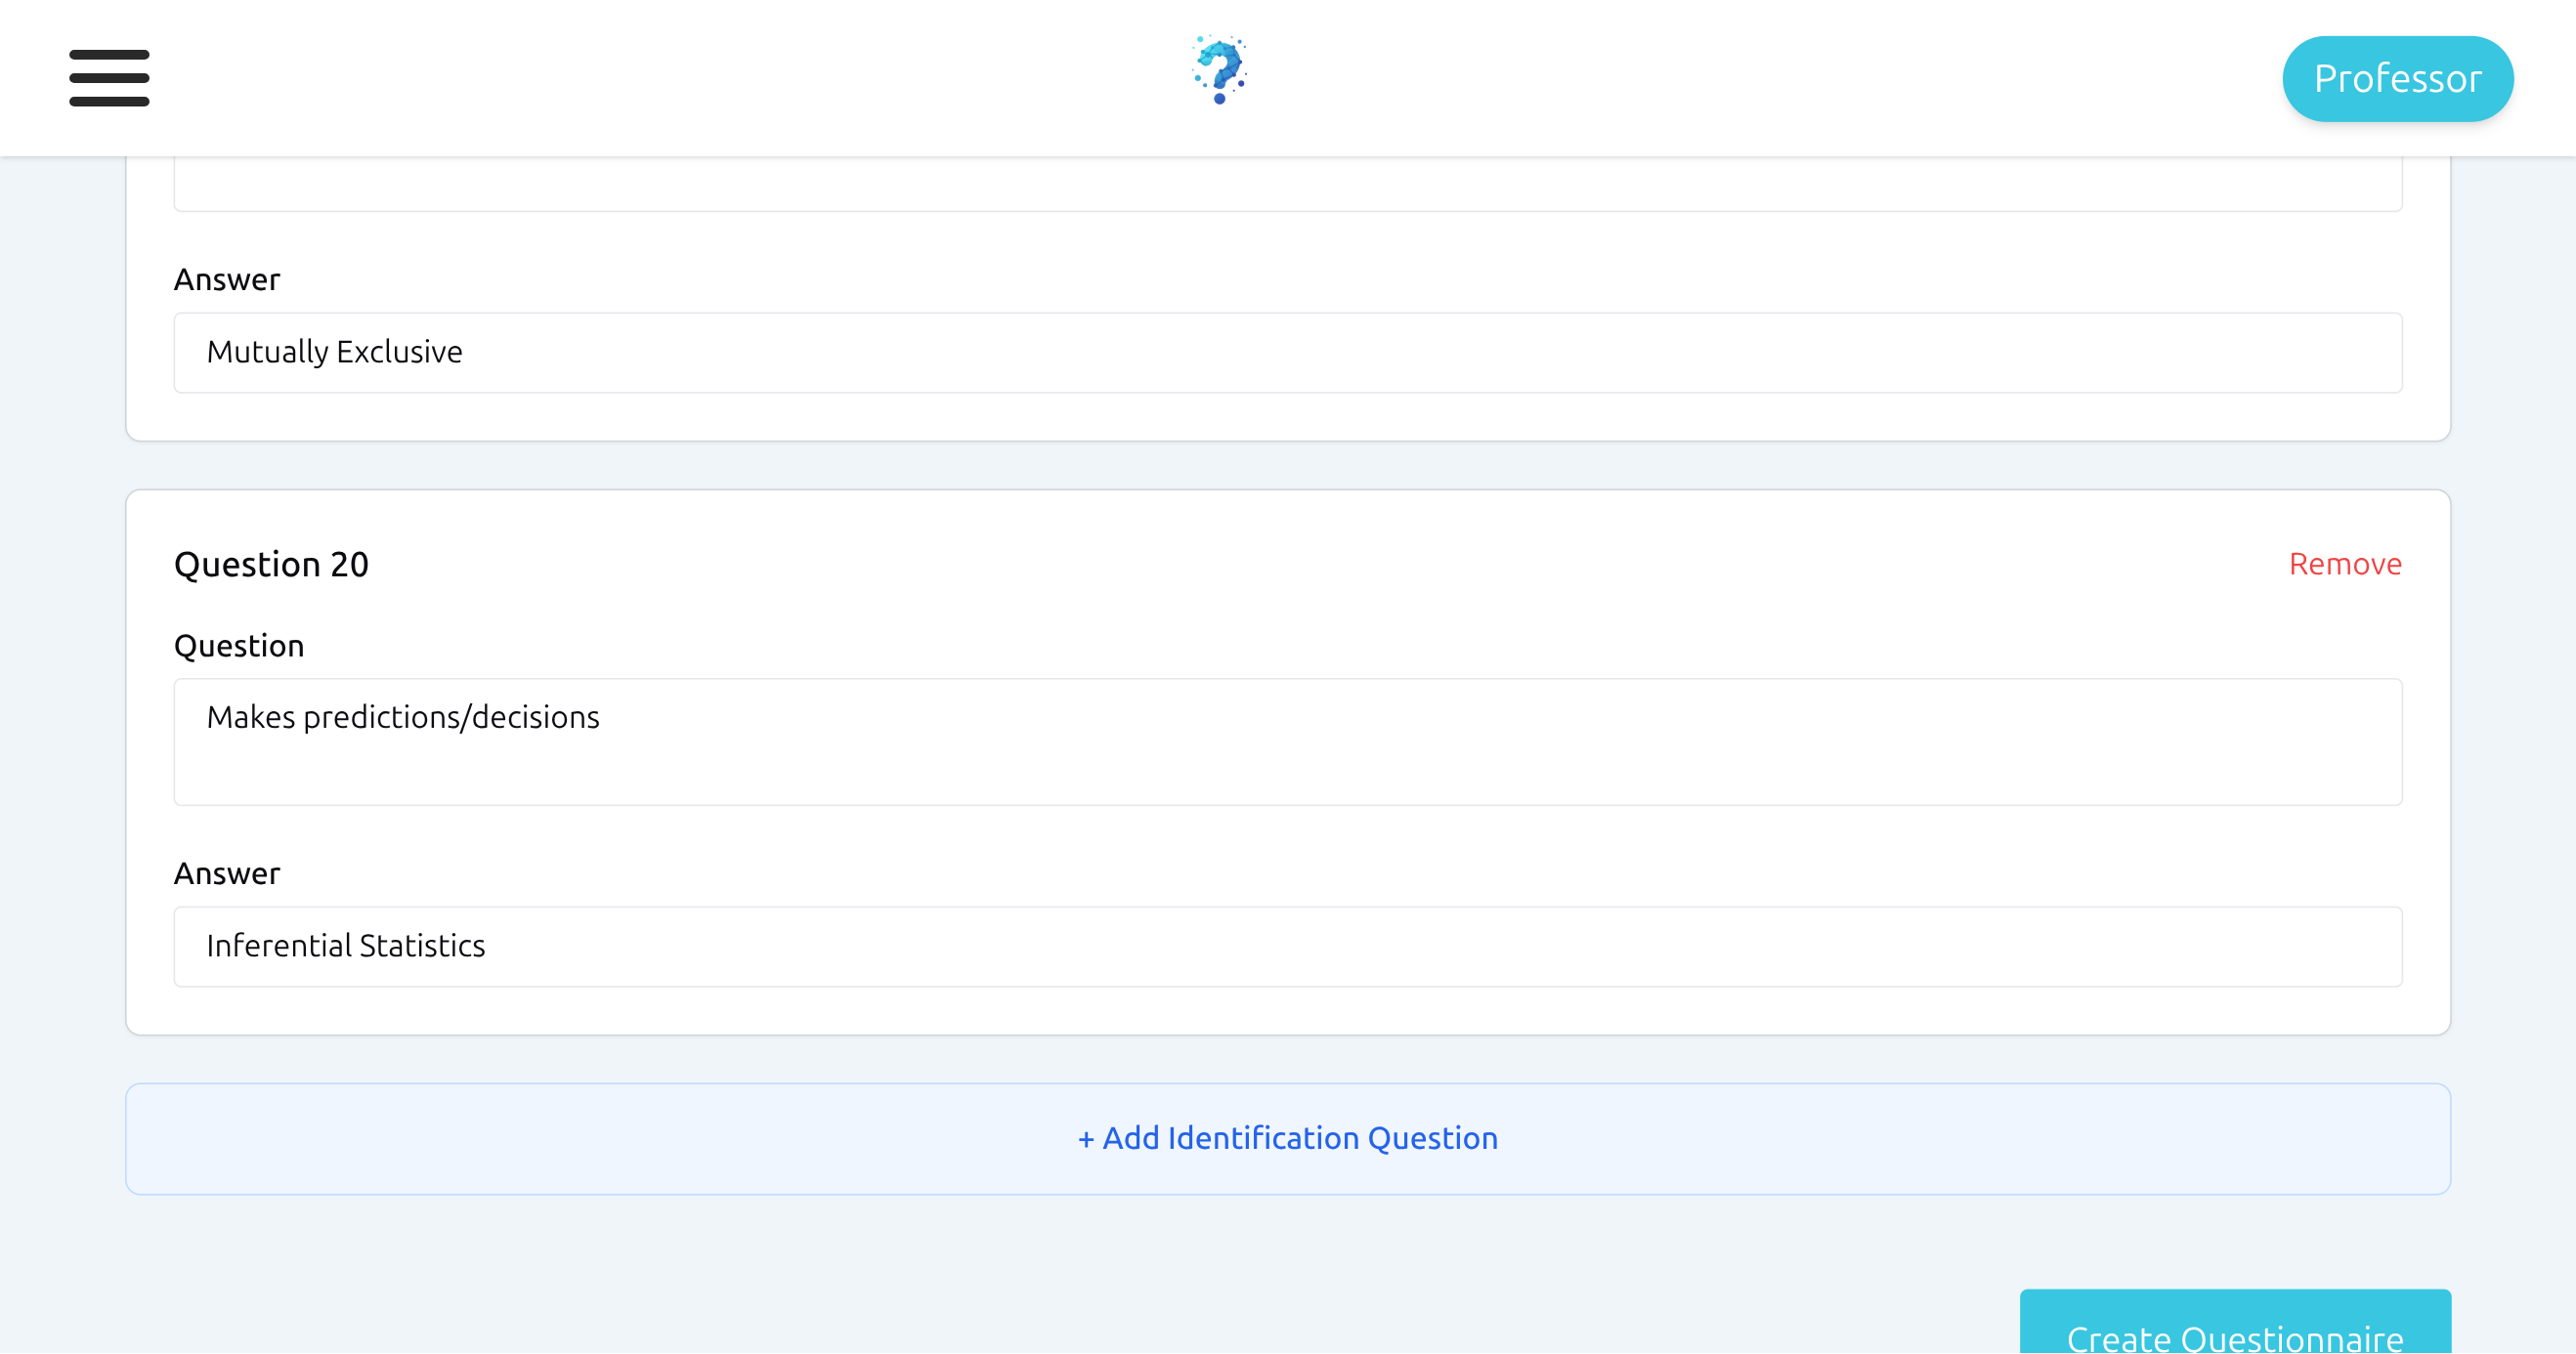 Professor
Answer
Mutually Exclusive
Question 20
Remove
Question
Makes predictions/decisions
Answer
Inferential Statistics
+ Add Identification Question
Create Questionnaire